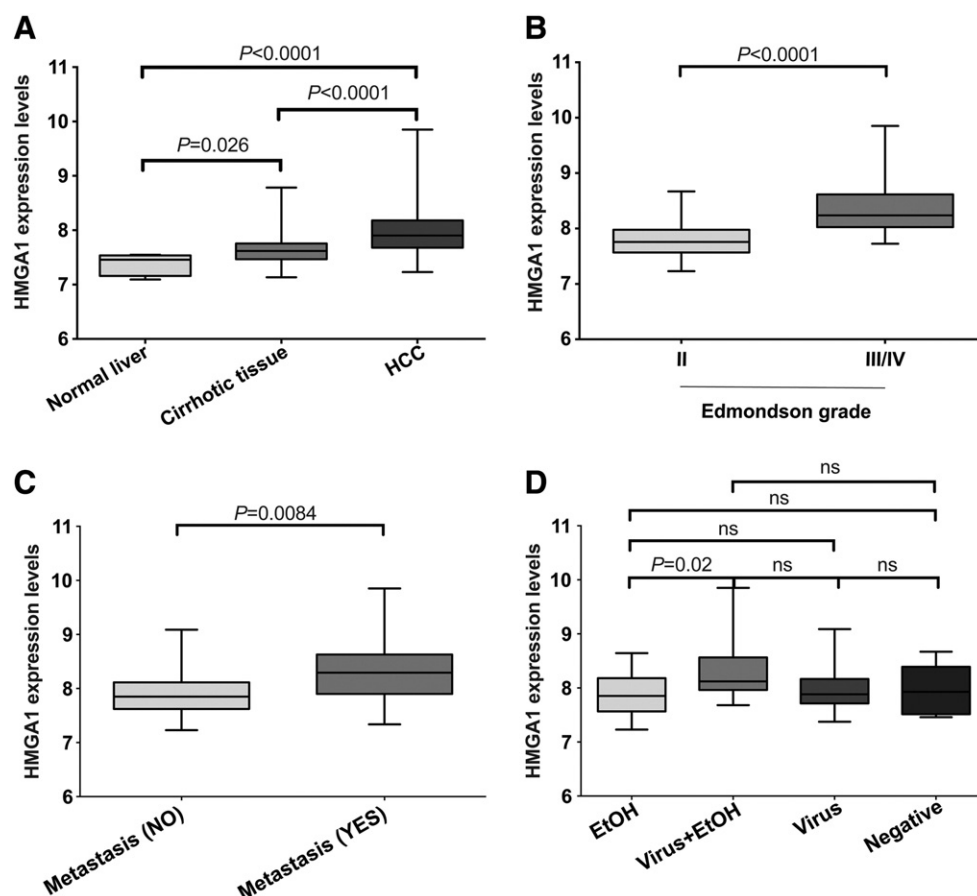 A
P<0.0001
P<0.0001
P=0.026
HMGA1 expression levels
11
10
9
8
7
6
Normal liver
Cirrhotic tissue
HCC
B
P<0.0001
HMGA1 expression levels
11
10
9
8
7
6
II
III/IV
Edmondson grade
C
P=0.0084
HMGA1 expression levels
11
10
9
8
7
6
Metastasis (NO)
Metastasis (YES)
D
ns
ns
ns
P=0.02
ns
ns
HMGA1 expression levels
11
10
9
8
7
6
EtOH
Virus+EtOH
Virus
Negative